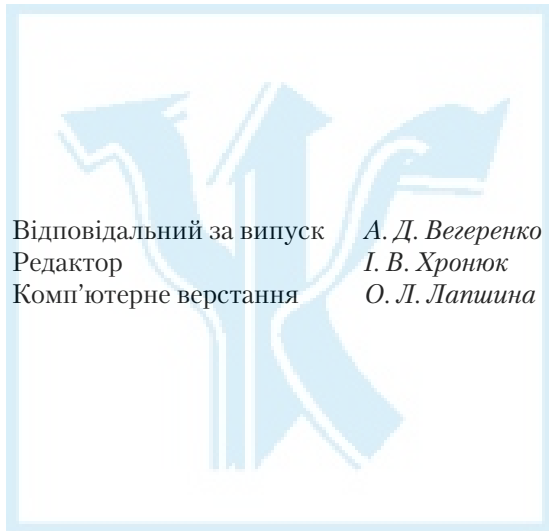 Відповідальний за випуск А. Д. Вегеренко
Редактор І. В. Хронюк
Комп’ютерне верстання О. Л. Лапшина